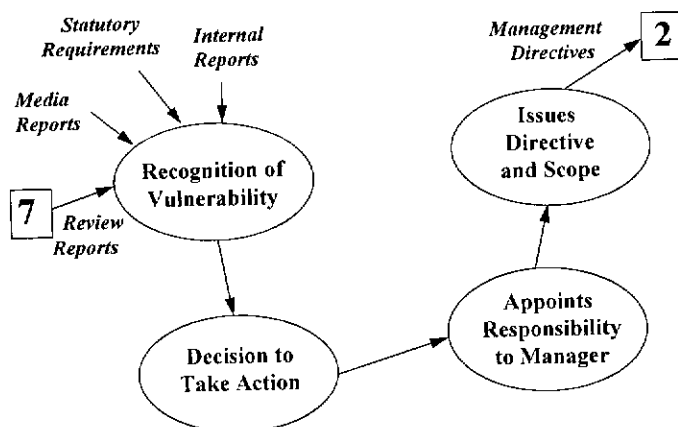 Statutory
Requirements
Internal
Reports
Media
Reports
7
Review
Reports
Recognition of
Vulnerability
Decision to
Take Action
Appoints
Responsibility
to Manager
Issues
Directive
and Scope
Management
Directives
2